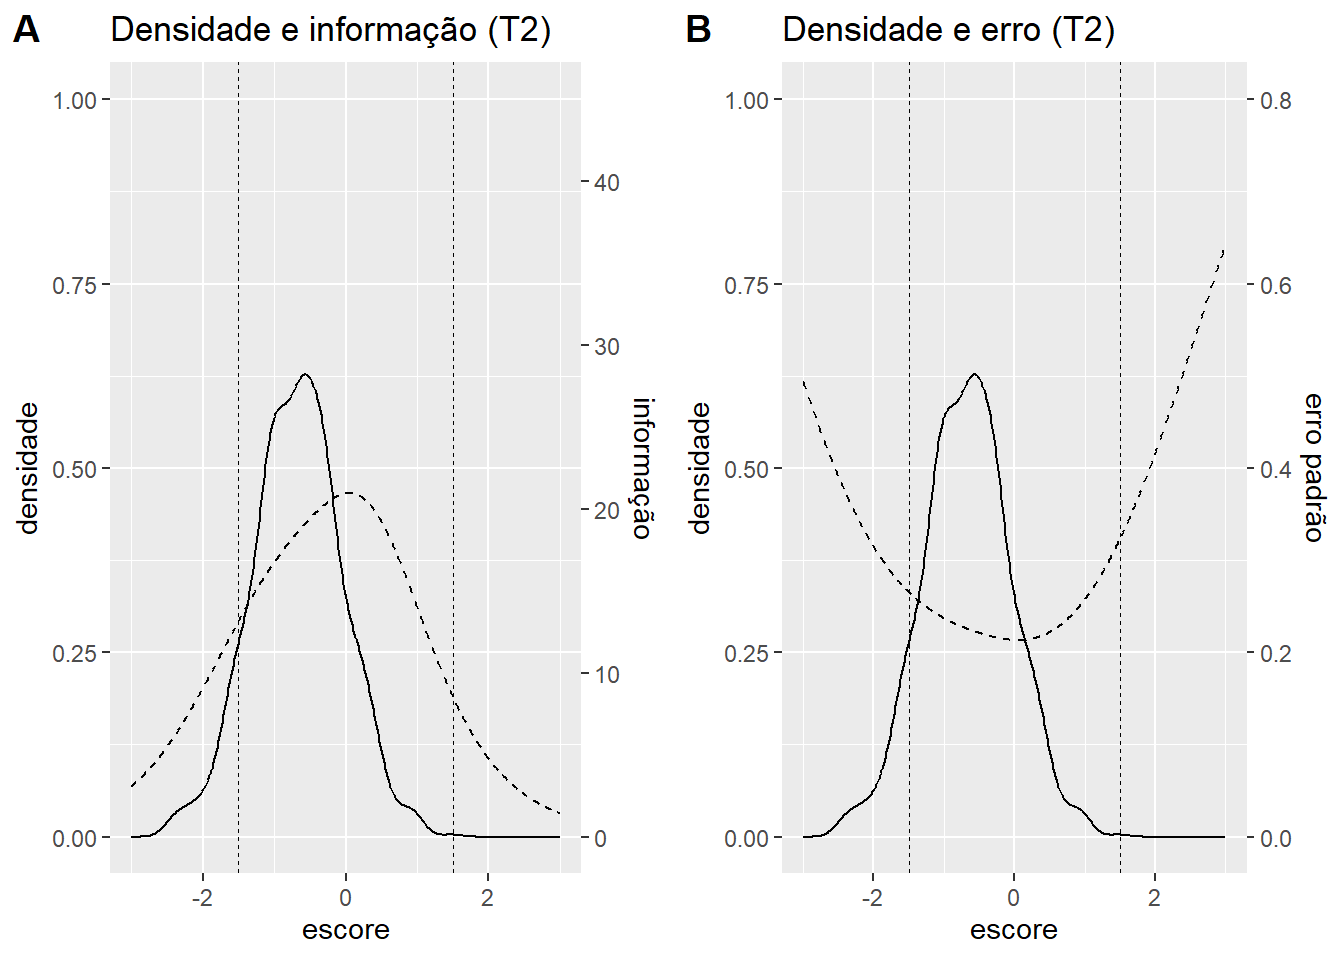 A
Densidade e informação (T2)
densidade
1.00
0.75
0.50
0.25
0.00
40
30
20
10
0
informação
-2
0
2
escore
B
Densidade e erro (T2)
densidade
1.00
0.75
0.50
0.25
0.00
0.8
0.6
0.4
0.2
0.0
erro padrão
-2
0
2
escore